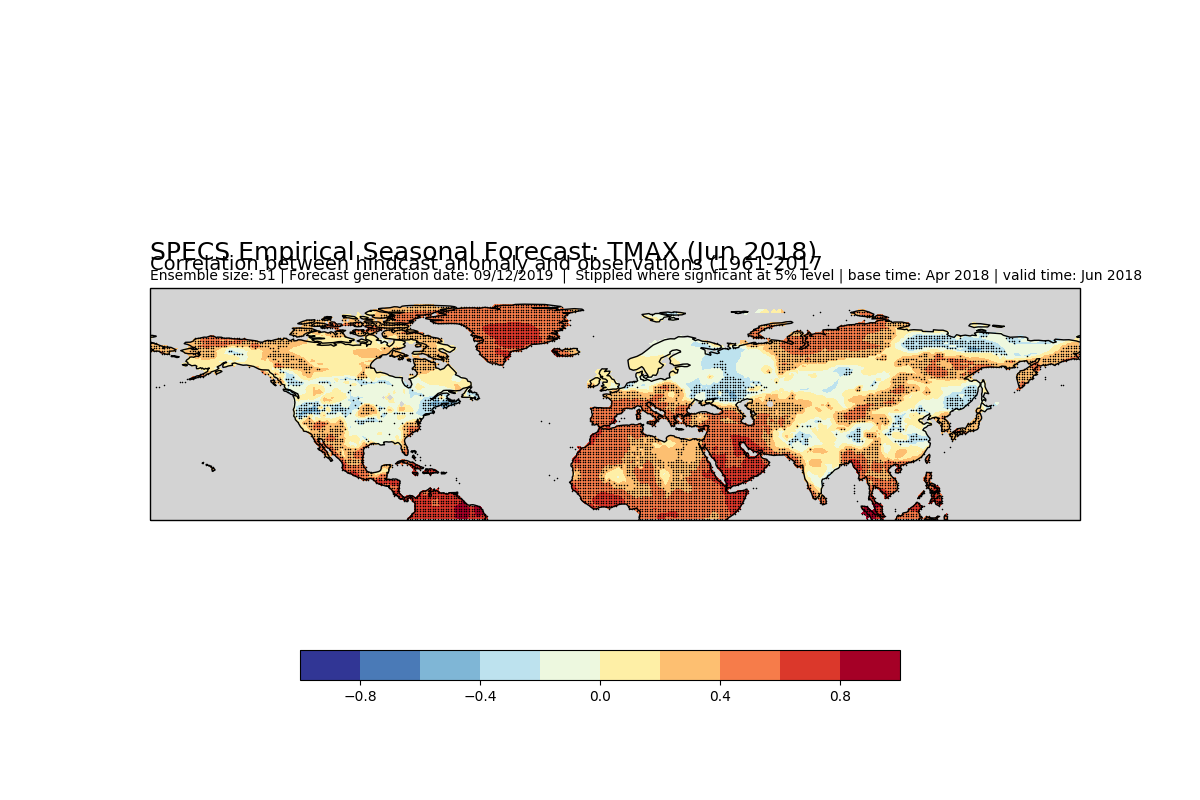 SPECS Empirical Seasonal Forecast: TMAX (Jun 2018)
Correlation between hindcast anomaly and observations (1961-2017
Ensemble size: 51 | Forecast generation date: 09/12/2019 | Stippled where signficant at 5% level | base time: Apr 2018 | valid time: Jun 2018
−0.8 −0.4 0.0 0.4 0.8